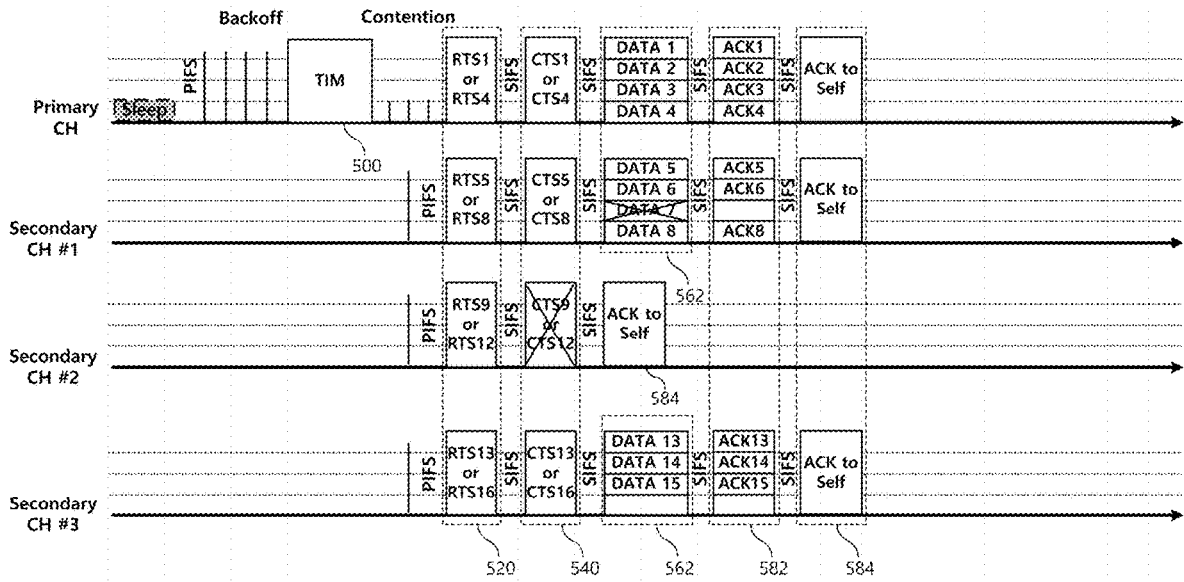 Backoff
Contention
Primary
CH
Sleep
PIFS
TIM
500
RTS1
or
RTS4
SIFS
CTS1
or
CTS4
SIFS
DATA 1
DATA 2
DATA 3
DATA 4
SIFS
ACK1
ACK2
ACK3
ACK4
SIFS
ACK to
Self
Secondary
CH #1
PIFS
RTS5
or
RTS8
SIFS
CTS5
or
CTS8
SIFS
DATA 5
DATA 6
DATA 7
DATA 8
SIFS
ACK5
ACK6
ACK8
SIFS
ACK to
Self
562
Secondary
CH #2
PIFS
RTS9
or
RTS12
SIFS
CTS9
or
CTS12
SIFS
ACK to
Self
584
Secondary
CH #3
PIFS
RTS13
or
RTS16
SIFS
CTS13
or
CTS16
SIFS
DATA 13
DATA 14
DATA 15
SIFS
ACK13
ACK14
ACK15
SIFS
ACK to
Self
520
540
562
582
584